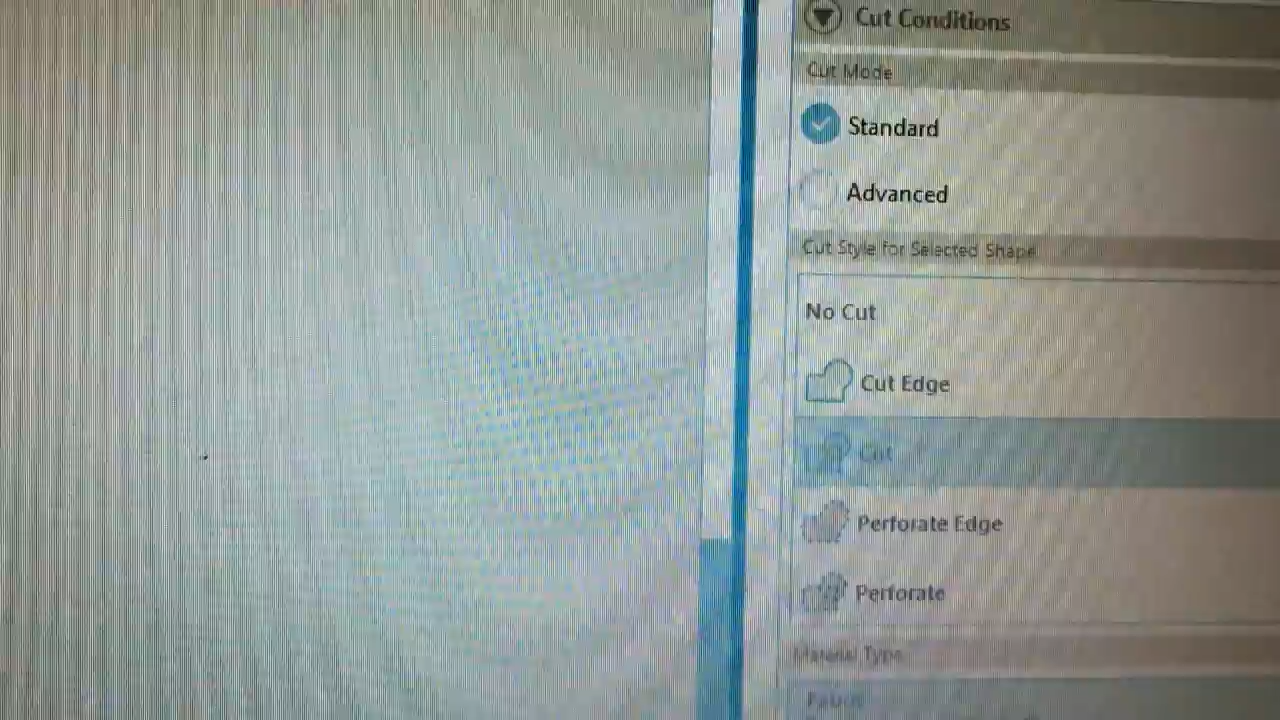 Cut Conditions
Cut Mode
Standard
Advanced
Cut Style for Selected Shape
No Cut
Cut Edge
Cut
Perforate Edge
Perforate
Material Type
Fabric